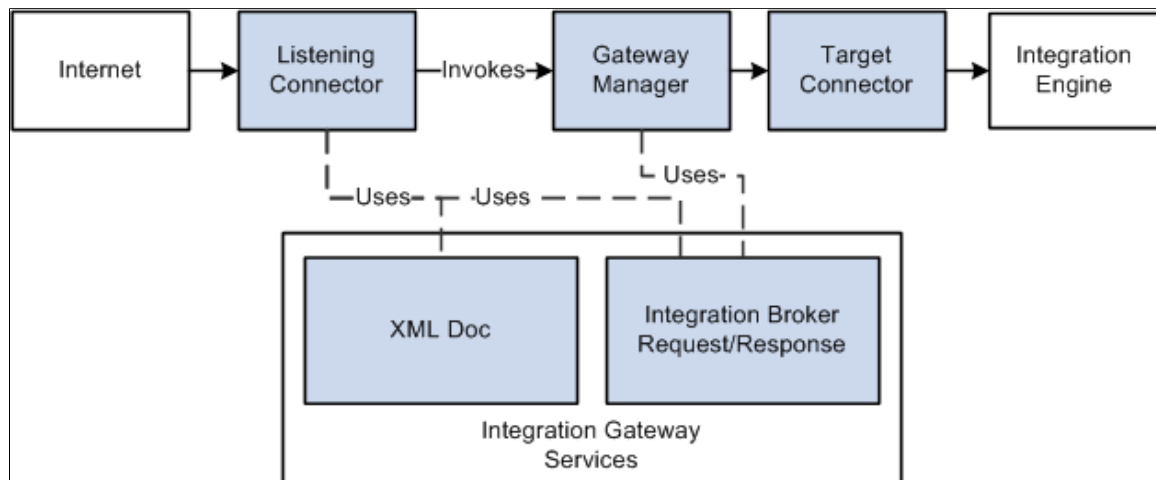 Internet
Listening
Connector
Invokes
Gateway
Manager
Target
Connector
Integration
Engine
Uses
Uses
Uses
XML Doc
Integration Broker
Request/Response
Integration Gateway
Services